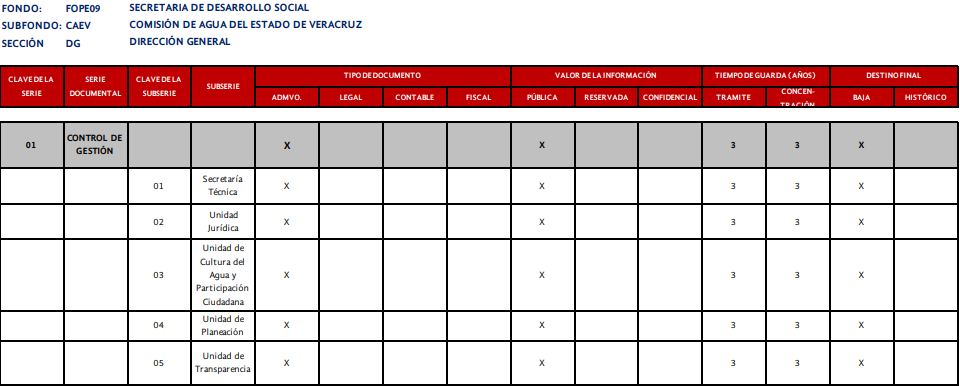 FONDO: FOPE09 SECRETARIA DE DESARROLLO SOCIAL
SUBFONDO: CAEV COMISIÓN DE AGUA DEL ESTADO DE VERACRUZ
SECCIÓN DG DIRECCIÓN GENERAL
CLAVE DE LA SERIE SERIE DOCUMENTAL CLAVE DE LA SUBSERIE SUBSERIE TIPO DE DOCUMENTO VALOR DE LA INFORMACIÓN TIEMPO DE GUARDA (AÑOS) DESTINO FINAL
ADMVO. LEGAL CONTABLE FISCAL PÚBLICA RESERVADA CONFIDENCIAL TRAMITE CONCEN-TRACIÓN BAJA HISTÓRICO
01 CONTROL DE GESTIÓN X X 3 3 X
01 Secretaría Técnica X X 3 3 X
02 Unidad Jurídica X X 3 3 X
03 Unidad de Cultura del Agua y Participación Ciudadana X X 3 3 X
04 Unidad de Planeación X X 3 3 X
05 Unidad de Transparencia X X 3 3 X